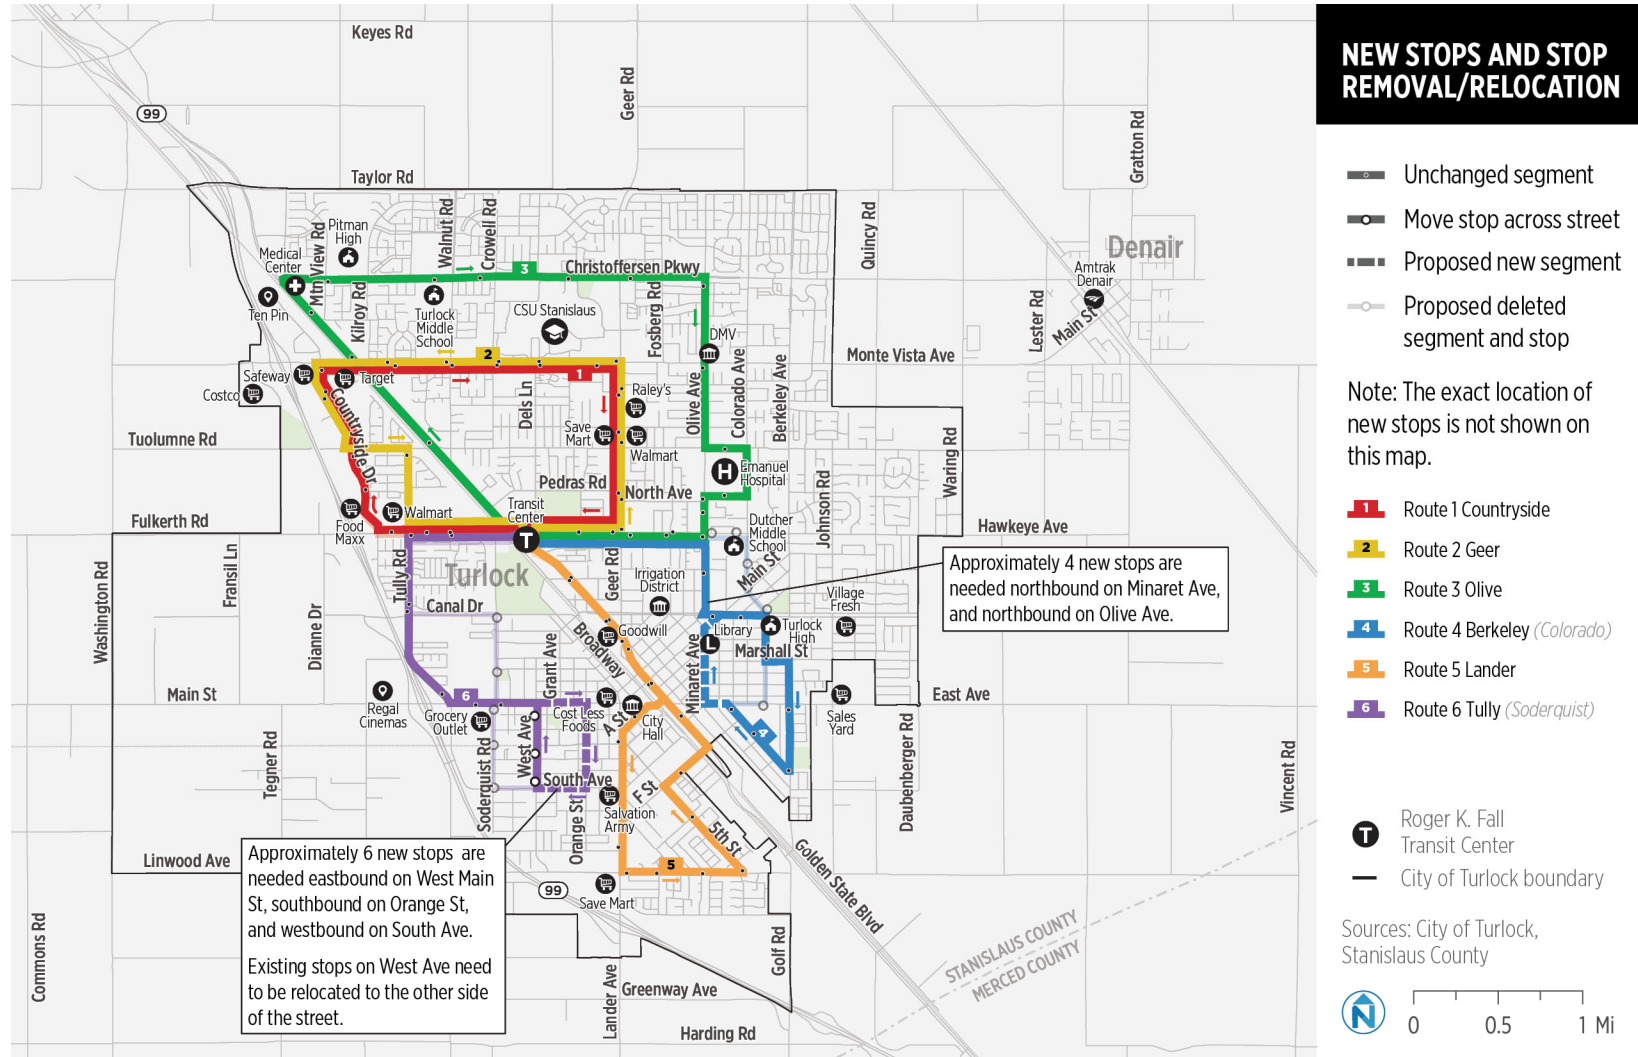 NEW STOPS AND STOP
REMOVAL/RELOCATION
Unchanged segment
Move stop across street
Proposed new segment
Proposed deleted
segment and stop
Note: The exact location of
new stops is not shown on
this map.
1 Route 1 Countryside
2 Route 2 Geer
3 Route 3 Olive
4 Route 4 Berkeley (Colorado)
5 Route 5 Lander
6 Route 6 Tully (Soderquist)
T
Roger K. Fall
Transit Center
City of Turlock boundary
Sources: City of Turlock,
Stanislaus County
N
0 0.5 1 Mi
Keyes Rd
99
Geer Rd
Gratton Rd
Taylor Rd
Pitman
High
Walnut Rd
Crowell Rd
Quincy Rd
Denair
Medical
Center
Mtn View Rd
3
Christoffersen Pkwy
Amtrak
Denair
Ten Pin
Kilroy Rd
Turlock
Middle
School
CSU Stanislaus
Fosberg Rd
DMV
Lester Rd
Main St
2
Monte Vista Ave
Safeway
Target
1
Colorado Ave
Berkeley Ave
Costco
Countryside Dr
Dels Ln
Raley's
Olive Ave
Tuolumne Rd
Save
Mart
Walmart
Waring Rd
H
Emanuel
Hospital
Pedras Rd
North Ave
Johnson Rd
Fulkerth Rd
Food
Maxx
Walmart
Transit
Center
T
Dutcher
Middle
School
Hawkeye Ave
Main St
Washington Rd
Fransil Ln
Tully Rd
Turlock
Geer Rd
Irrigation
District
Approximately 4 new stops are
needed northbound on Minaret Ave,
and northbound on Olive Ave.
Canal Dr
Dianne Dr
Broadway
Goodwill
Minaret Ave
L
Library
Turlock
High
Village
Fresh
Marshall St
Grant Ave
Main St
Regal
Cinemas
6
Grocery
Outlet
Cost Less
Foods
A St
City
Hall
4
Sales
Yard
East Ave
Tegner Rd
Soderquist Rd
West Ave
South Ave
Daubenberger Rd
Vincent Rd
Orange St
Salvation
Army
F St
5th St
Linwood Ave
5
Golden State Blvd
99
Save Mart
Approximately 6 new stops are
needed eastbound on West Main
St, southbound on Orange St,
and westbound on South Ave.
Existing stops on West Ave need
to be relocated to the other side
of the street.
Commons Rd
Lander Ave
Golf Rd
Greenway Ave
Harding Rd
STANISLAUS COUNTY
MERCED COUNTY